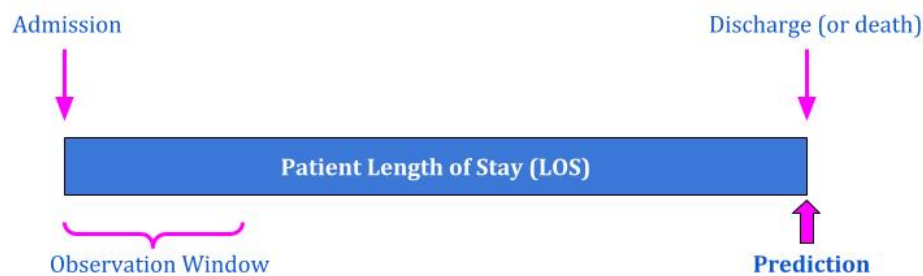 Admission
Discharge (or death)
Patient Length of Stay (LOS)
Observation Window
Prediction